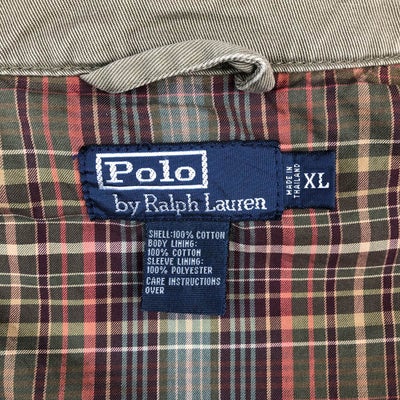 Polo
by Ralph Lauren
MADE IN
THAILAND
XL
SHELL:100% COTTON
BODY LINING:
100% COTTON
SLEEVE LINING:
100% POLYESTER
CARE INSTRUCTIONS
OVER